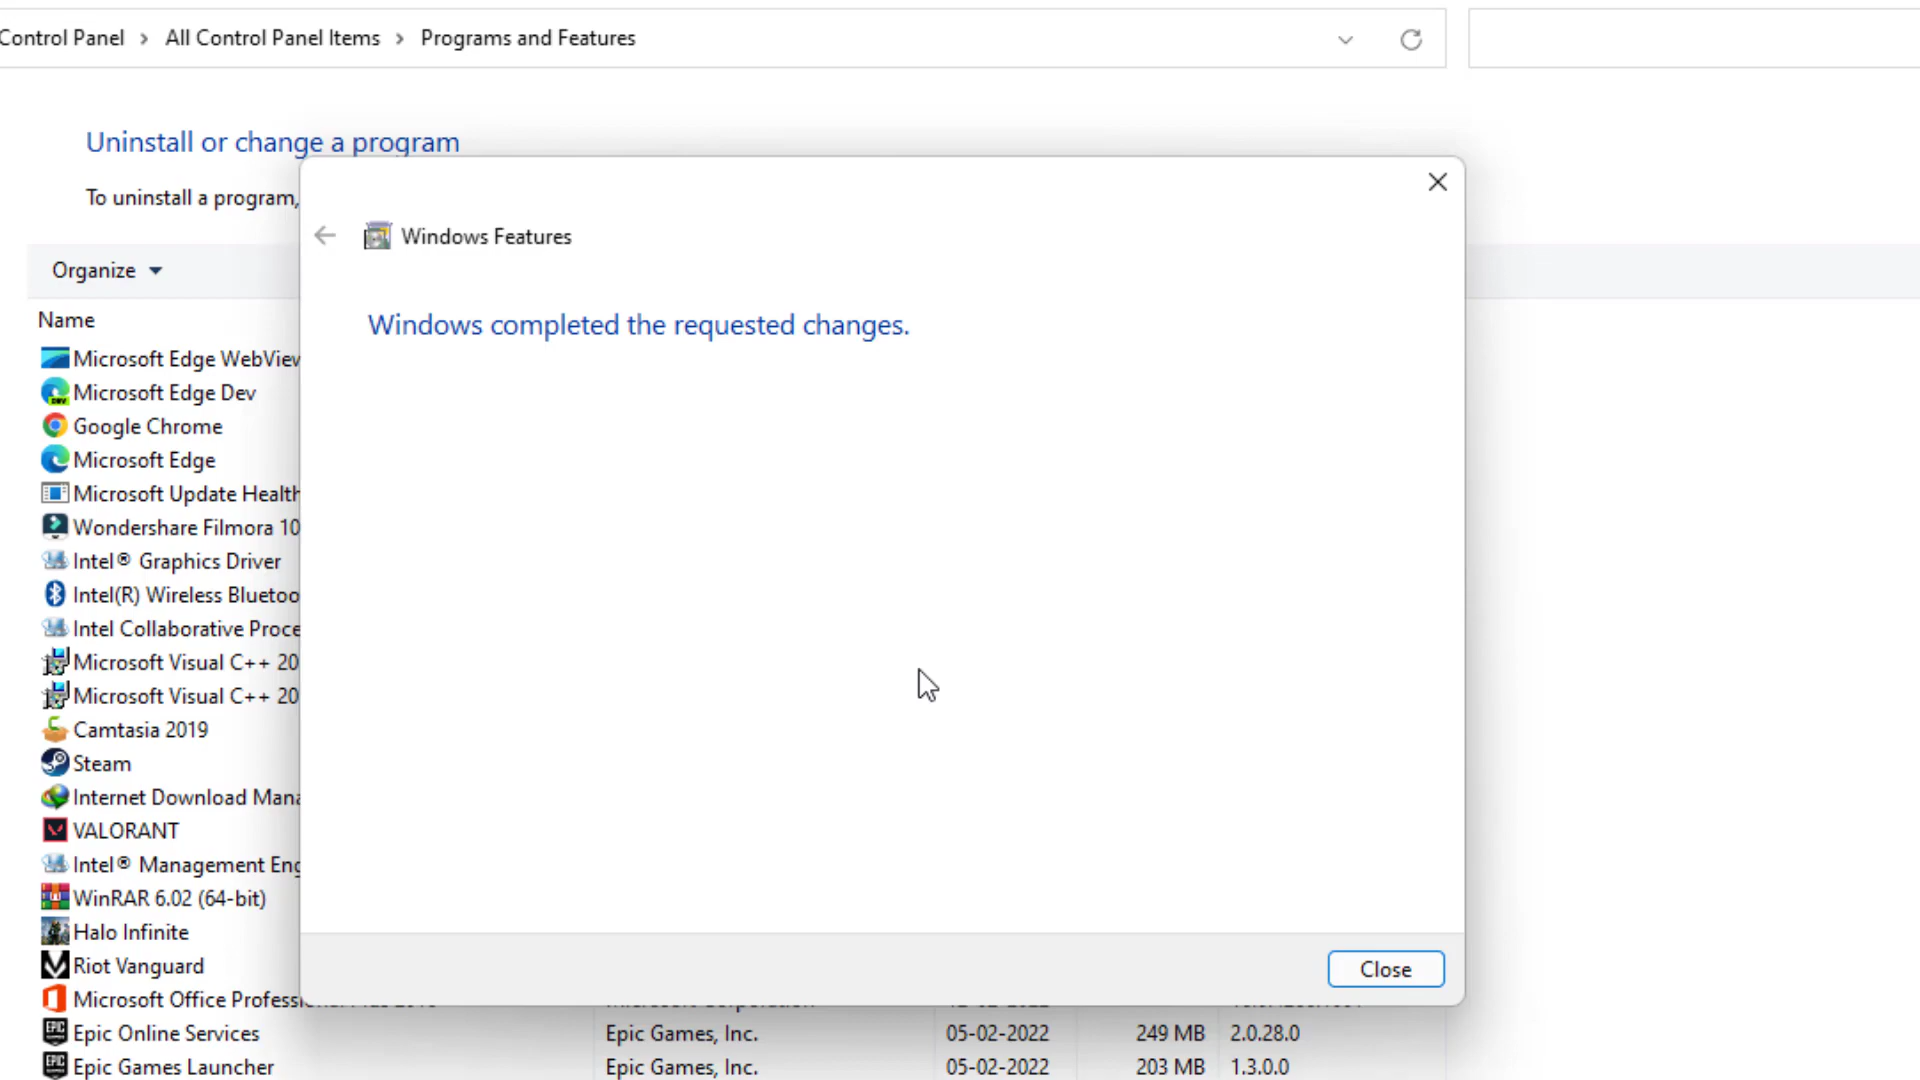 Control Panel > All Control Panel Items > Programs and Features
Uninstall or change a program
To uninstall a program,
Windows Features
Organize
Windows completed the requested changes.
Name
Microsoft Edge WebView
Microsoft Edge Dev
Google Chrome
Microsoft Edge
Microsoft Update Health
Wondershare Filmora 10
Intel® Graphics Driver
Intel(R) Wireless Bluetoo
Intel Collaborative Proce
Microsoft Visual C++ 20
Microsoft Visual C++ 20
Camtasia 2019
Steam
Internet Download Mana
VALORANT
Intel® Management Eng
WinRAR 6.02 (64-bit)
Halo Infinite
Riot Vanguard
Close
Microsoft Office Professi
Epic Online Services Epic Games, Inc. 05-02-2022 249 MB 2.0.28.0
Epic Games Launcher Epic Games, Inc. 05-02-2022 203 MB 1.3.0.0